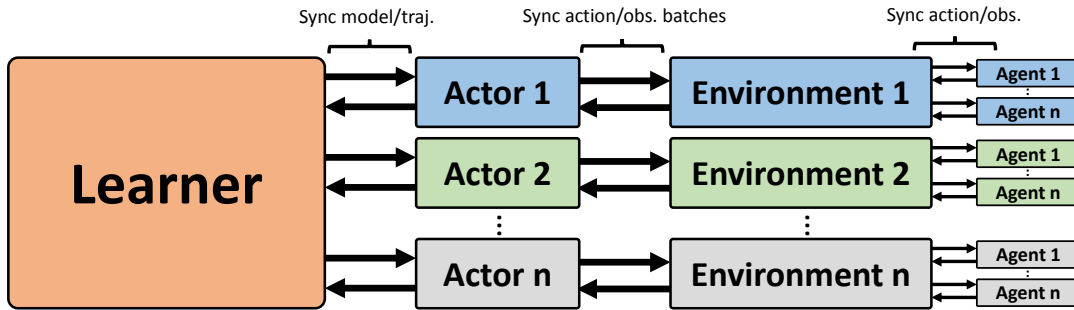 Sync model/traj.
Sync action/obs. batches
Sync action/obs.
Learner
Actor 1
Environment 1
Agent 1
Agent n
Actor 2
Environment 2
Agent 1
Agent n
Actor n
Environment n
Agent 1
Agent n